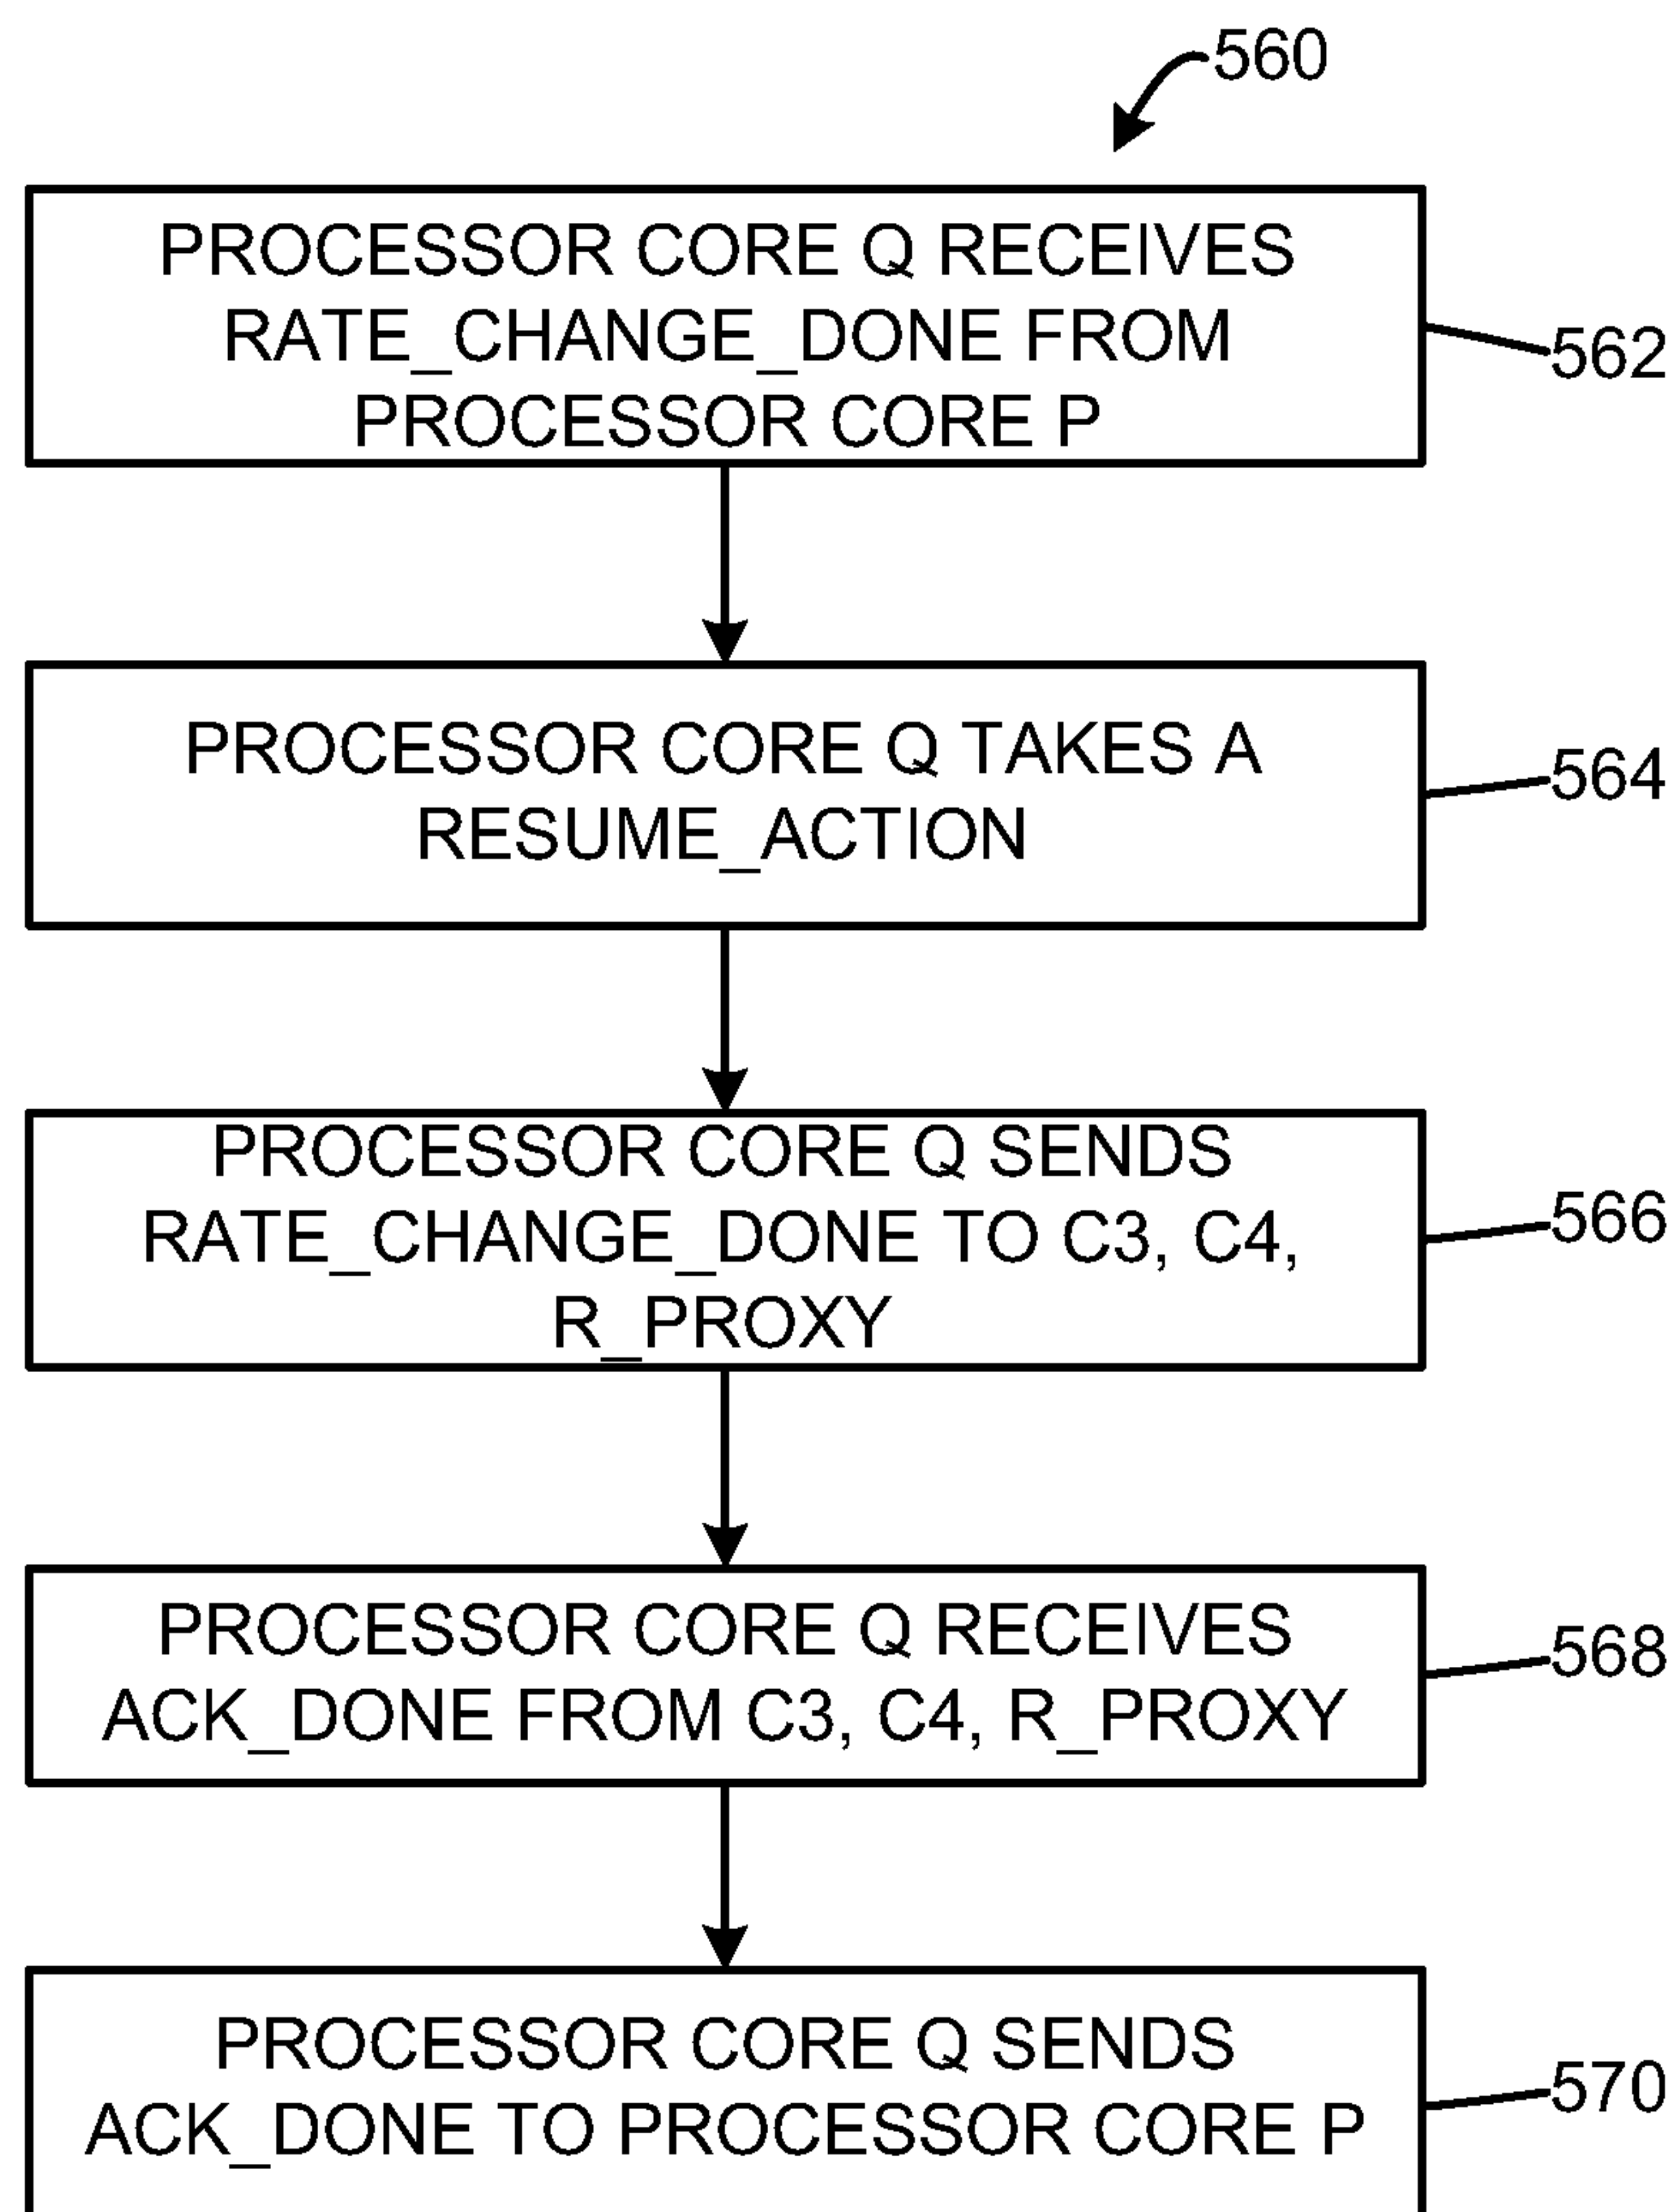 560
PROCESSOR CORE Q RECEIVES
RATE_CHANGE_DONE FROM
PROCESSOR CORE P
562
PROCESSOR CORE Q TAKES A
RESUME_ACTION
564
PROCESSOR CORE Q SENDS
RATE_CHANGE_DONE TO C3, C4,
R_PROXY
566
PROCESSOR CORE Q RECEIVES
ACK_DONE FROM C3, C4, R_PROXY
568
PROCESSOR CORE Q SENDS
ACK_DONE TO PROCESSOR CORE P
570